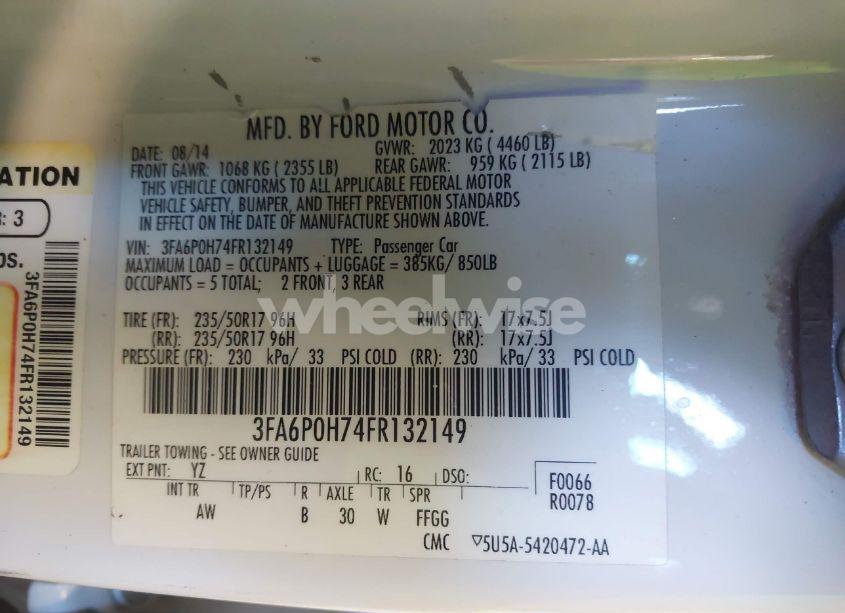 MFD. BY FORD MOTOR CO.
DATE: 08/14 GVWR: 2023 KG ( 4460 LB)
FRONT GAWR: 1068 KG ( 2355 LB) REAR GAWR: 959 KG ( 2115 LB)
THIS VEHICLE CONFORMS TO ALL APPLICABLE FEDERAL MOTOR
VEHICLE SAFETY, BUMPER, AND THEFT PREVENTION STANDARDS
IN EFFECT ON THE DATE OF MANUFACTURE SHOWN ABOVE.
VIN: 3FA6P0H74FR132149 TYPE: Passenger Car
MAXIMUM LOAD = OCCUPANTS + LUGGAGE = 385KG/ 850LB
OCCUPANTS = 5 TOTAL; 2 FRONT, 3 REAR
wheelwise
TIRE (FR): 235/50R17 96H RHMS (FR): 17x7.5J
(RR): 235/50R17 96H (RR): 17x7.5J
PRESSURE (FR): 230 kPa/ 33 PSI COLD (RR): 230 kPa/ 33 PSI COLD
3FA6P0H74FR132149
TRAILER TOWING - SEE OWNER GUIDE
EXT PNT: YZ RC: 16 DSO:
F0066
R0078
INT TR TP/PS R AXLE TR SPR
AW B 30 W FFGG
CMC ▽5U5A-5420472-AA
ATION
: 3
OS.
3FA6P0H74FR132149